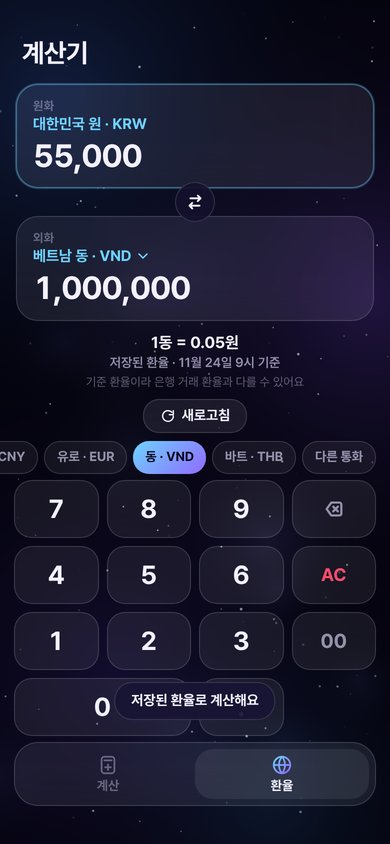 계산기
원화
대한민국 원 · KRW
55,000
외화
베트남 동 · VND
1,000,000
1동 = 0.05원
저장된 환율 · 11월 24일 9시 기준
기준 환율이라 은행 거래 환율과 다를 수 있어요
새로고침
CNY
유로 · EUR
동 · VND
바트 · THB
다른 통화
7
8
9
4
5
6
AC
1
2
3
00
0
저장된 환율로 계산해요
계산
환율